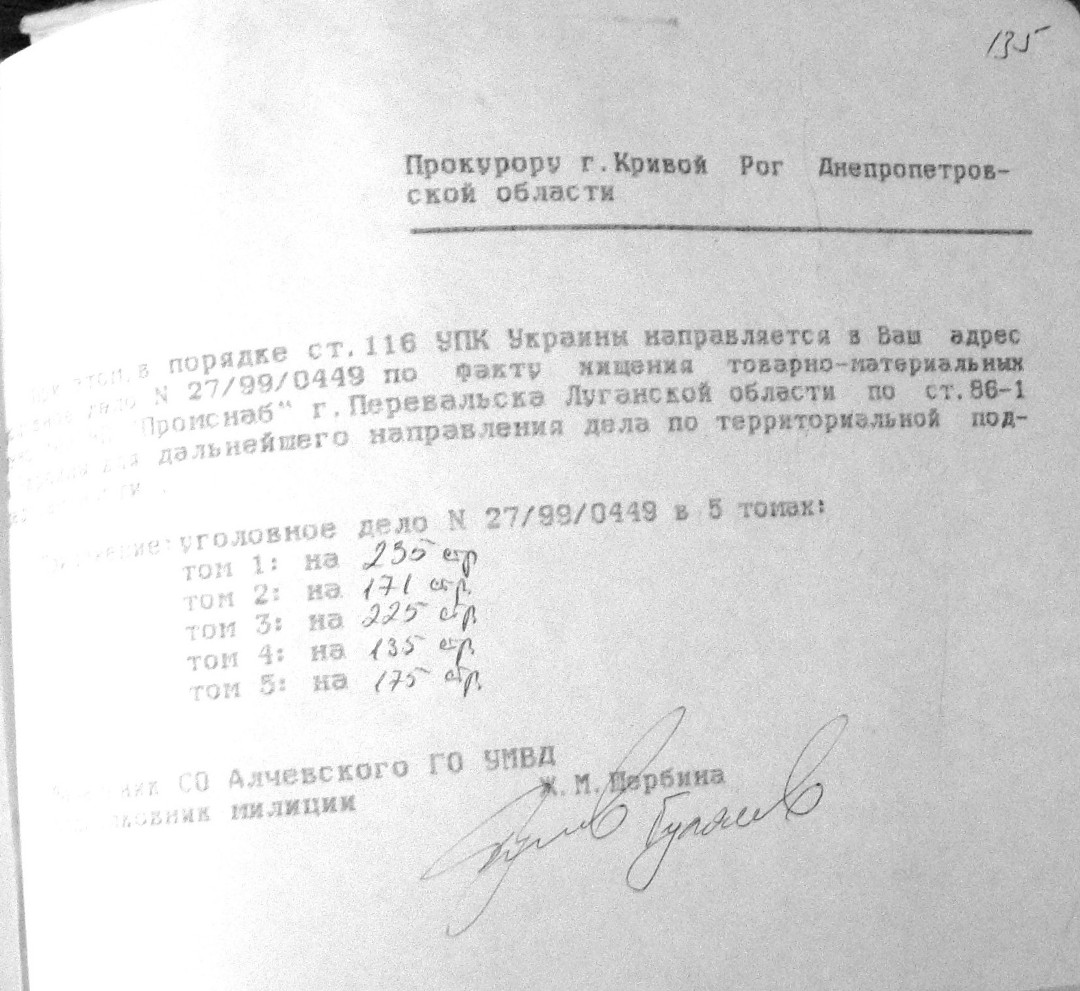 135
Прокурору г.Кривой Рог Днепропетров-
ской области
этом,в порядке ст.116 УПК Украины направляется в Ваш адрес
дело N 27/99/0449 по факту хищения товарно-материальных
Промснаб" г.Перевальска Луганской области по ст.86-1
для дальнейшего направления дела по территориальной под-
уголовное дело N 27/99/0449 в 5 томах:
том 1: на 235 стр
том 2: на 171 стр.
том 3: на 225 стр.
том 4: на 135 стр.
том 5: на 175 стр.
СО Алчевского ГО УМВД
милиции Ж.М.Щербина